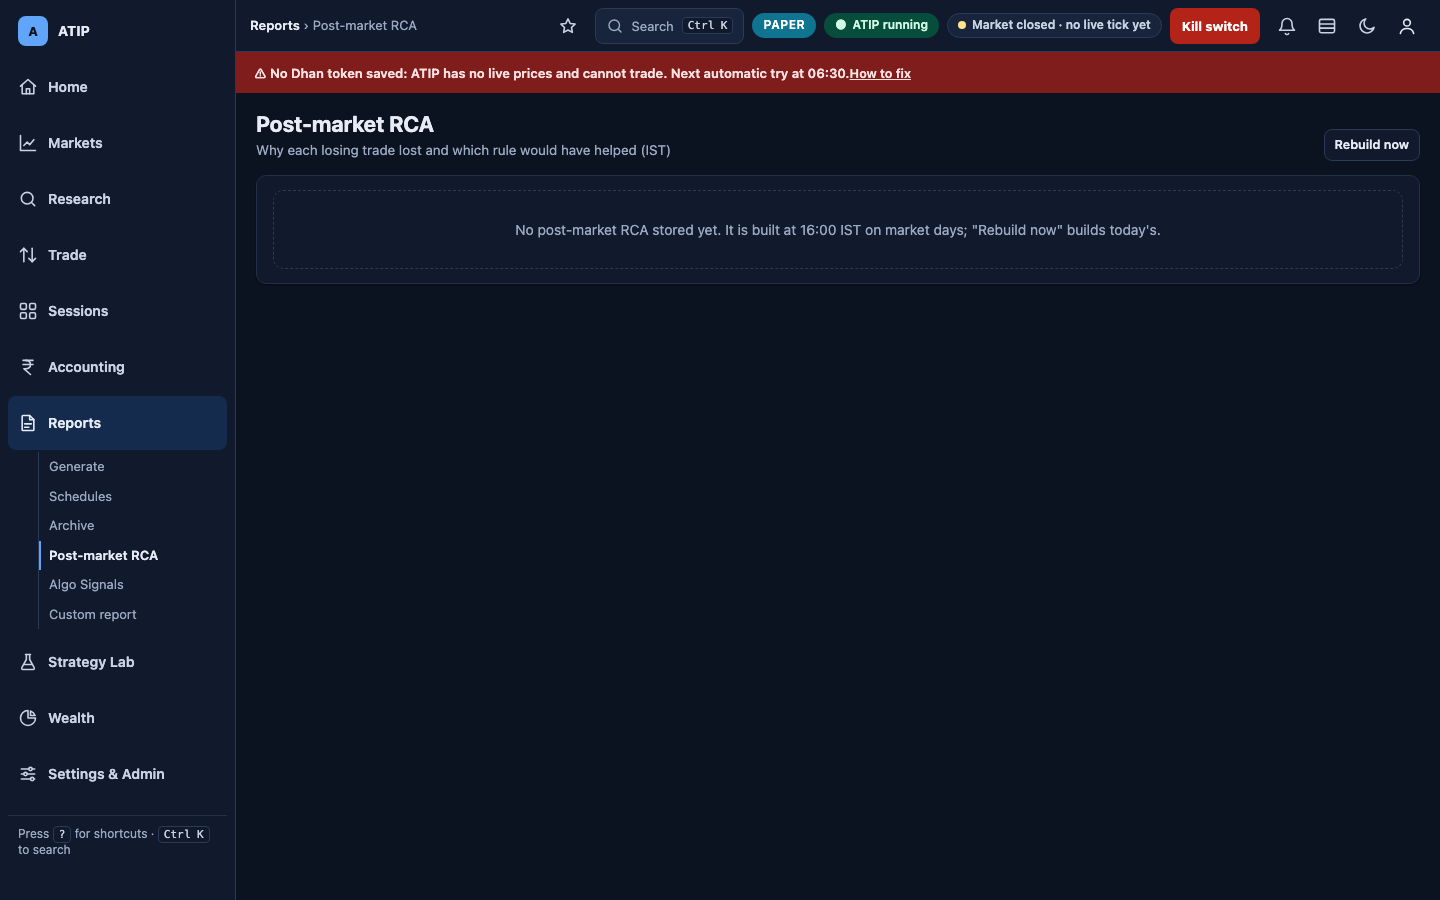 A ATIP
Home
Markets
Research
Trade
Sessions
Accounting
Reports
Generate
Schedules
Archive
Post-market RCA
Algo Signals
Custom report
Strategy Lab
Wealth
Settings & Admin
Press ? for shortcuts · Ctrl K
to search
Reports › Post-market RCA
Search Ctrl K
PAPER
ATIP running
Market closed · no live tick yet
Kill switch
⚠ No Dhan token saved: ATIP has no live prices and cannot trade. Next automatic try at 06:30.How to fix
Post-market RCA
Why each losing trade lost and which rule would have helped (IST)
Rebuild now
No post-market RCA stored yet. It is built at 16:00 IST on market days; "Rebuild now" builds today's.